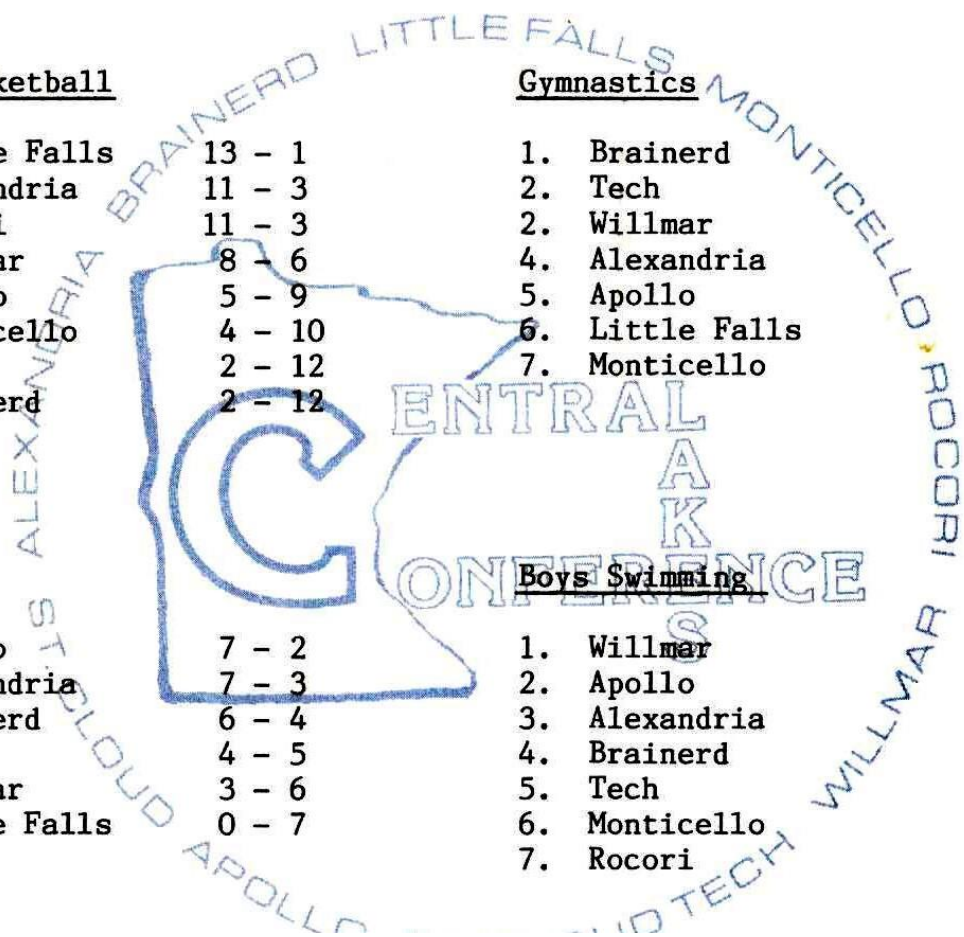 ketball
e Falls 13 - 1
ndria 11 - 3
i 11 - 3
ar 8 - 6
o 5 - 9
cello 4 - 10
2 - 12
erd 2 - 12
Gymnastics
1. Brainerd
2. Tech
2. Willmar
4. Alexandria
5. Apollo
6. Little Falls
7. Monticello
o 7 - 2
ndria 7 - 3
erd 6 - 4
4 - 5
ar 3 - 6
e Falls 0 - 7
Boys Swimming
1. Willmar
2. Apollo
3. Alexandria
4. Brainerd
5. Tech
6. Monticello
7. Rocori
CENTRAL
LAKES
CONFERENCE
ALEXANDRIA BRAINERD LITTLE FALLS MONTICELLO ROCORI WILLMAR
ST CLOUD APOLLO
UD TECH